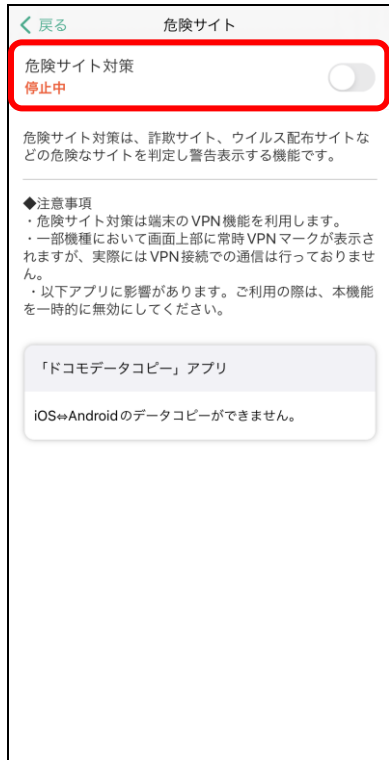 戻る 危険サイト
危険サイト対策
停止中
危険サイト対策は、詐欺サイト、ウイルス配布サイトな
どの危険なサイトを判定し警告表示する機能です。
◆注意事項
・危険サイト対策は端末のVPN機能を利用します。
・一部機種において画面上部に常時VPNマークが表示さ
れますが、実際にはVPN接続での通信は行っておりませ
ん。
・以下アプリに影響があります。ご利用の際は、本機能
を一時的に無効にしてください。
「ドコモデータコピー」アプリ
iOS⇔Androidのデータコピーができません。